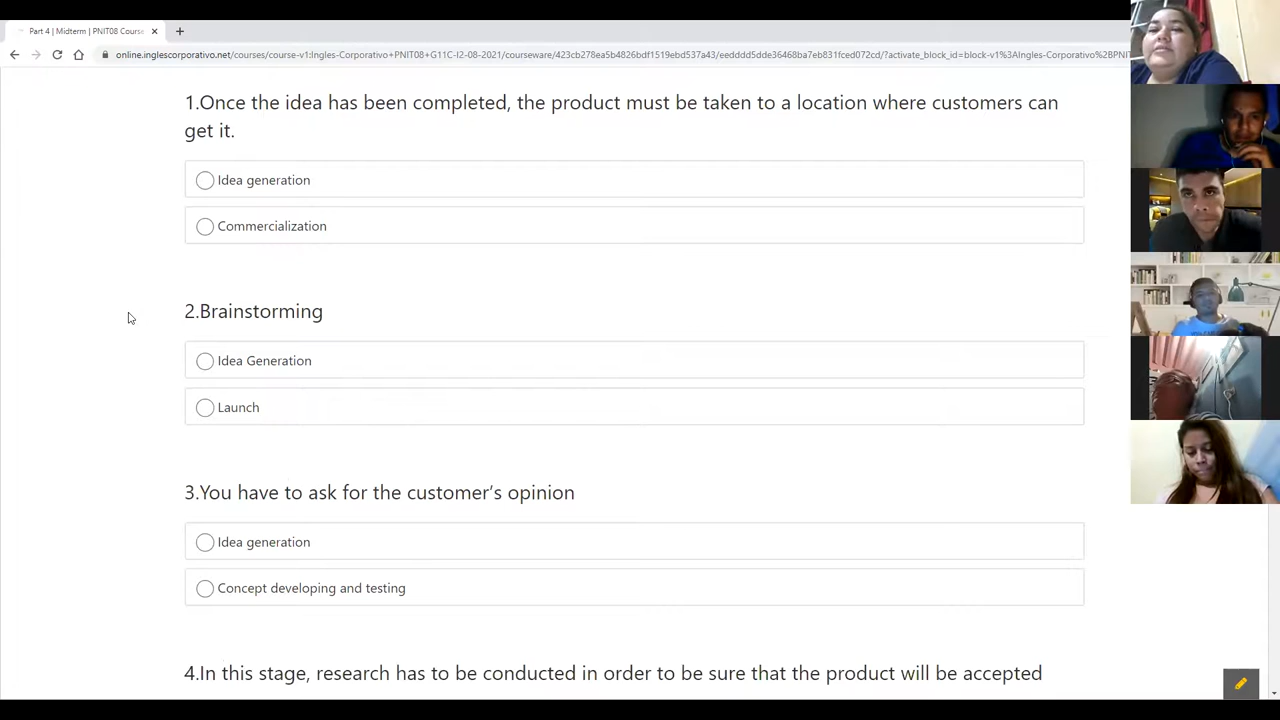 Part 4 | Midterm | PNIT08 Course
online.inglescorporativo.net/courses/course-v1:Ingles-Corporativo+PNIT08+G11C-I2-08-2021/courseware/423cb278ea5b4826bdf1519ebd537a43/eedddd5dde36468ba7eb831fced072cd/?activate_block_id=block-v1%3AIngles-Corporativo%2BPNI
1.Once the idea has been completed, the product must be taken to a location where customers can
get it.
Idea generation
Commercialization
2.Brainstorming
Idea Generation
Launch
3.You have to ask for the customer’s opinion
Idea generation
Concept developing and testing
4.In this stage, research has to be conducted in order to be sure that the product will be accepted